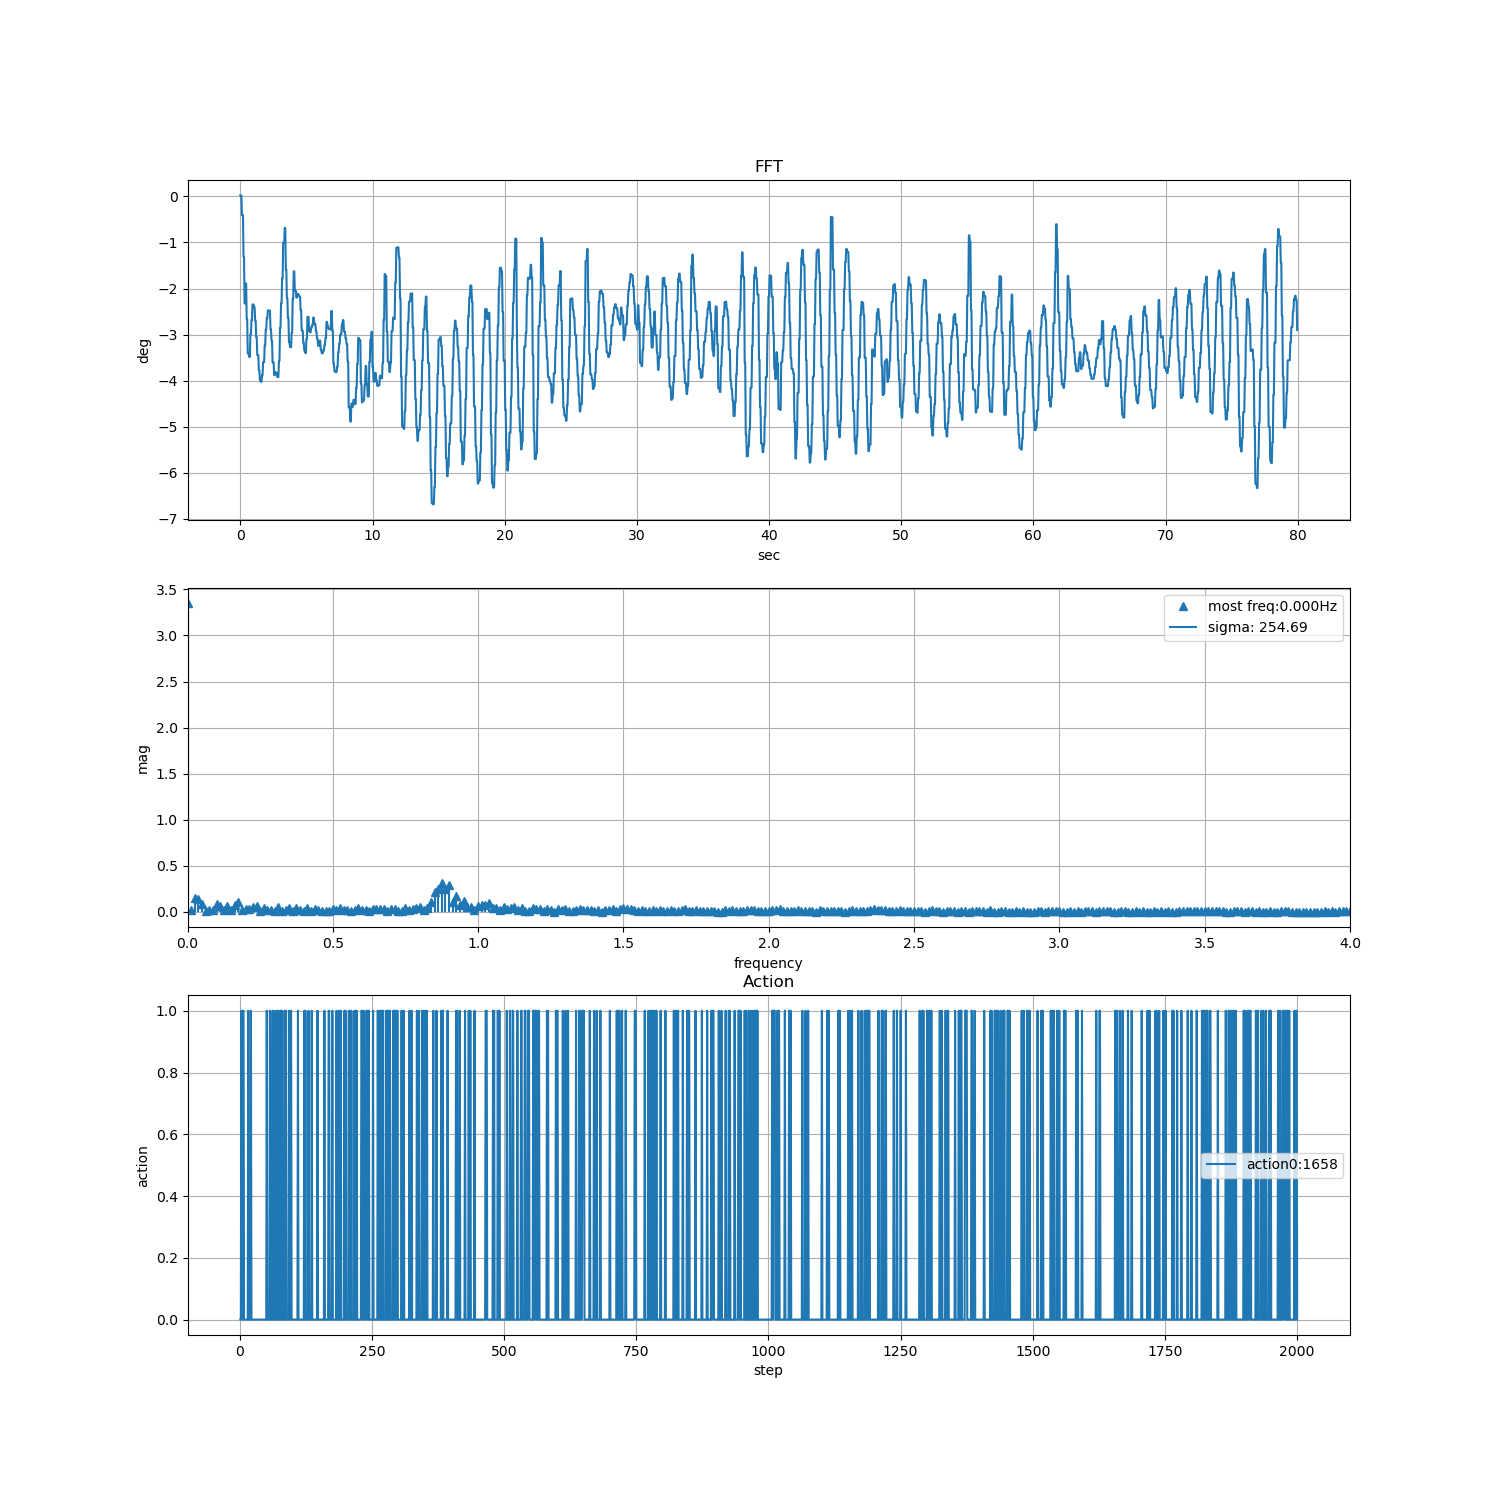 FFT
0
−1
−2
−3
−4
−5
−6
−7
deg
0 10 20 30 40 50 60 70 80
sec
3.5
3.0
2.5
2.0
1.5
1.0
0.5
0.0
mag
most freq:0.000Hz
sigma: 254.69
0.0 0.5 1.0 1.5 2.0 2.5 3.0 3.5 4.0
frequency
Action
1.0
0.8
0.6
0.4
0.2
0.0
action
action0:1658
0 250 500 750 1000 1250 1500 1750 2000
step